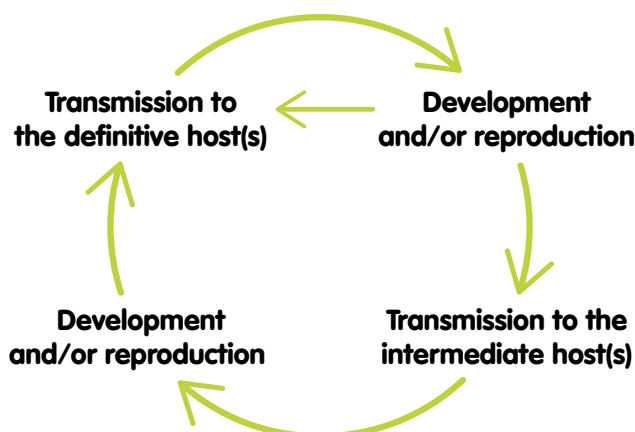 Transmission to
the definitive host(s)
Development
and/or reproduction
Development
and/or reproduction
Transmission to the
intermediate host(s)